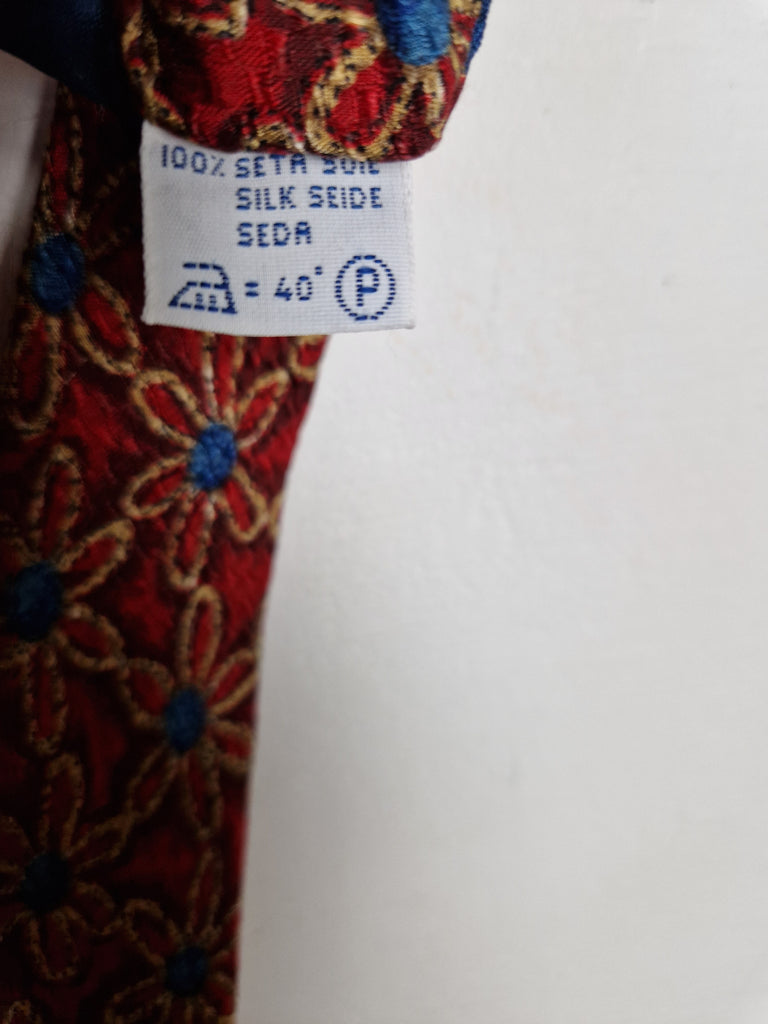 100% SETA SOIE
SILK SEIDE
SEDA
= 40° P